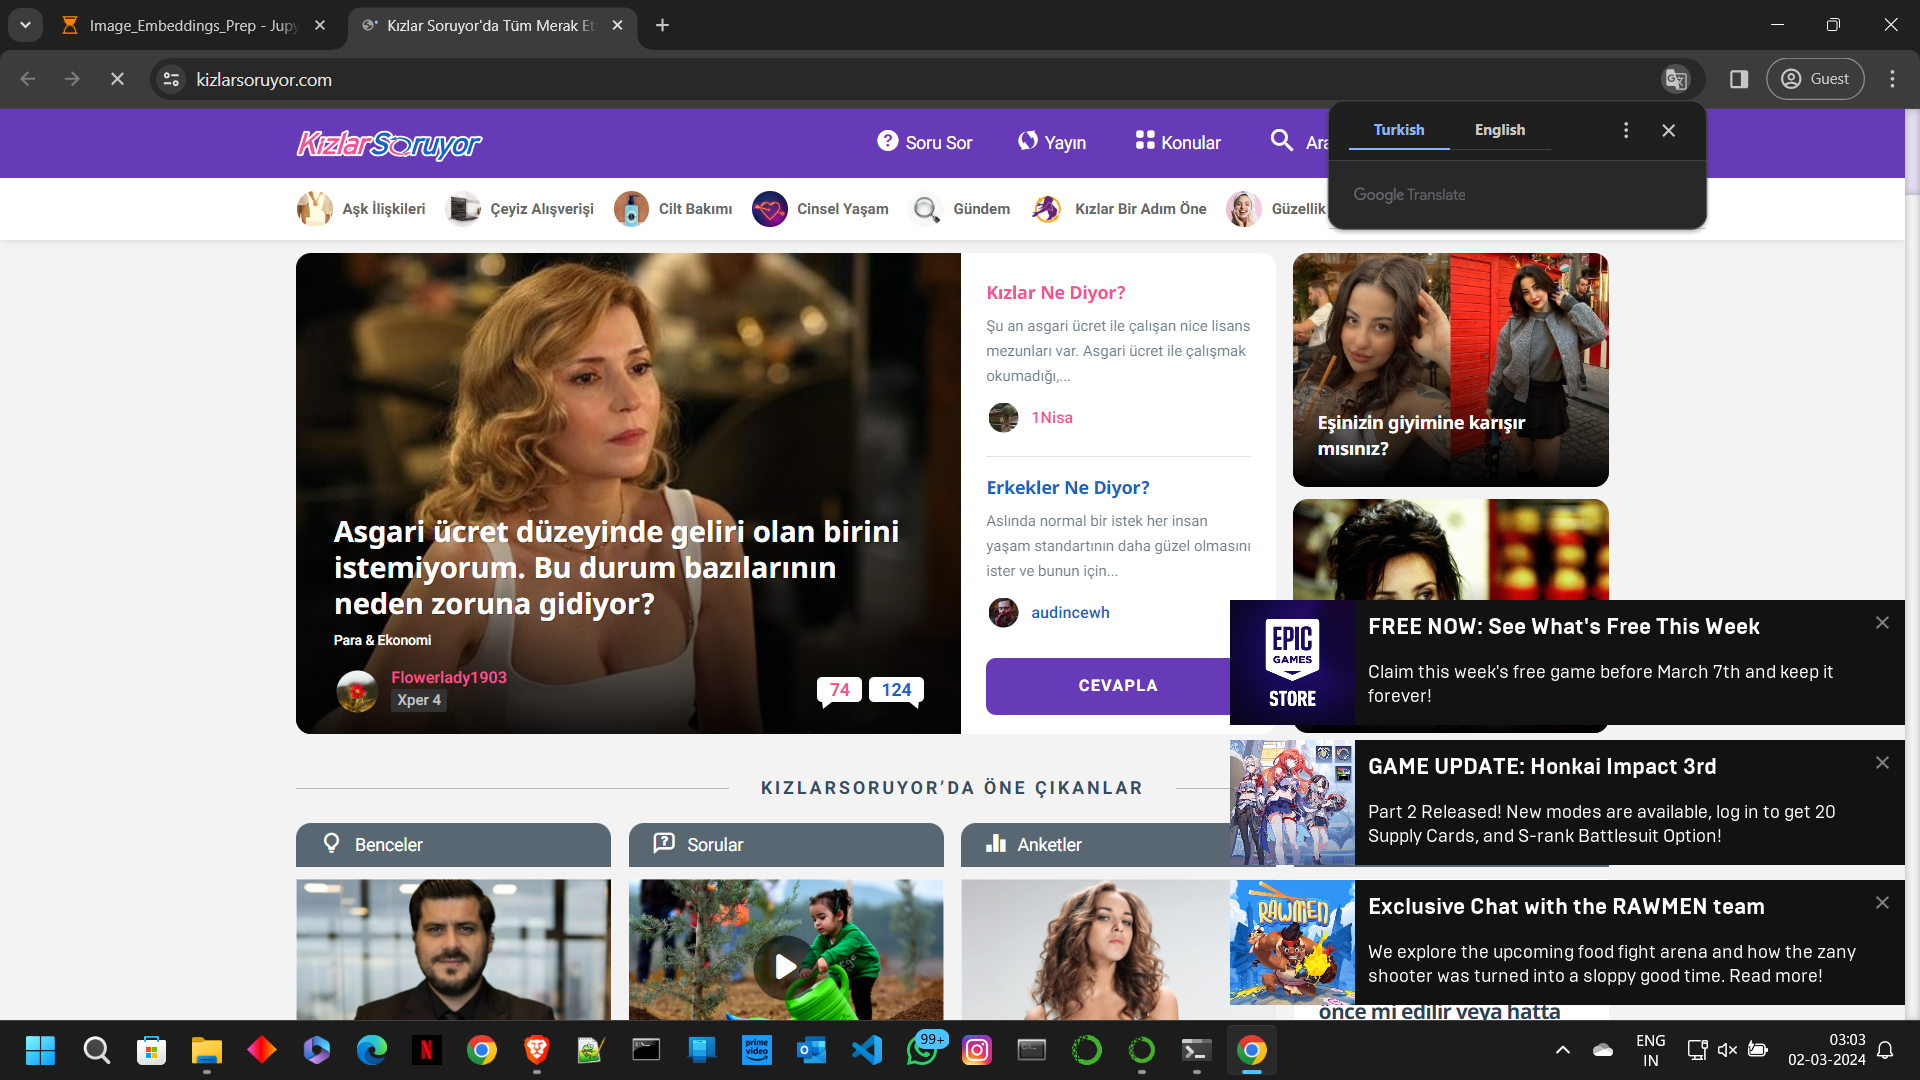 Image_Embeddings_Prep - Jupy
Kızlar Soruyor'da Tüm Merak Et
kizlarsoruyor.com
Guest
KızlarSoruyor
Soru Sor
Yayın
Konular
Ara
Turkish
English
Google Translate
Aşk İlişkileri
Çeyiz Alışverişi
Cilt Bakımı
Cinsel Yaşam
Gündem
Kızlar Bir Adım Öne
Güzellik
Asgari ücret düzeyinde geliri olan birini
istemiyorum. Bu durum bazılarının
neden zoruna gidiyor?
Para & Ekonomi
Flowerlady1903
Xper 4
74
124
Kızlar Ne Diyor?
Şu an asgari ücret ile çalışan nice lisans
mezunları var. Asgari ücret ile çalışmak
okumadığı,...
1Nisa
Erkekler Ne Diyor?
Aslında normal bir istek her insan
yaşam standartının daha güzel olmasını
ister ve bunun için...
audincewh
CEVAPLA
Eşinizin giyimine karışır
mısınız?
EPIC
GAMES
STORE
FREE NOW: See What's Free This Week
Claim this week's free game before March 7th and keep it
forever!
GAME UPDATE: Honkai Impact 3rd
Part 2 Released! New modes are available, log in to get 20
Supply Cards, and S-rank Battlesuit Option!
RAWMEN
Exclusive Chat with the RAWMEN team
We explore the upcoming food fight arena and how the zany
shooter was turned into a sloppy good time. Read more!
KIZLARSORUYOR'DA ÖNE ÇIKANLAR
Benceler
Sorular
Anketler
önce mi edilir veya hatta
prime
video
99+
ENG
IN
03:03
02-03-2024